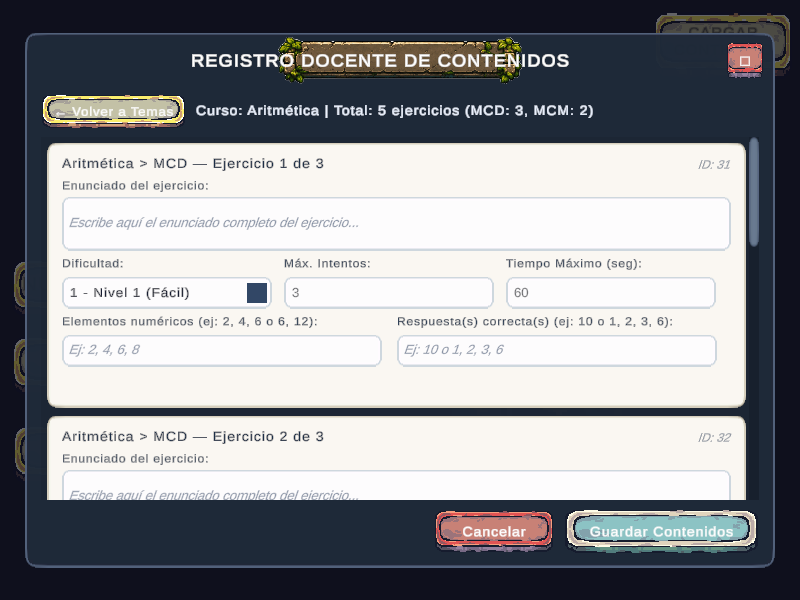 CARGAR
REGISTRO DOCENTE DE CONTENIDOS
← Volver a Temas
Curso: Aritmética | Total: 5 ejercicios (MCD: 3, MCM: 2)
Aritmética > MCD — Ejercicio 1 de 3
ID: 31
Enunciado del ejercicio:
Escribe aquí el enunciado completo del ejercicio...
Dificultad:
Máx. Intentos:
Tiempo Máximo (seg):
1 - Nivel 1 (Fácil)
3
60
Elementos numéricos (ej: 2, 4, 6 o 6, 12):
Respuesta(s) correcta(s) (ej: 10 o 1, 2, 3, 6):
Ej: 2, 4, 6, 8
Ej: 10 o 1, 2, 3, 6
Aritmética > MCD — Ejercicio 2 de 3
ID: 32
Enunciado del ejercicio:
Escribe aquí el enunciado completo del ejercicio...
Cancelar
Guardar Contenidos